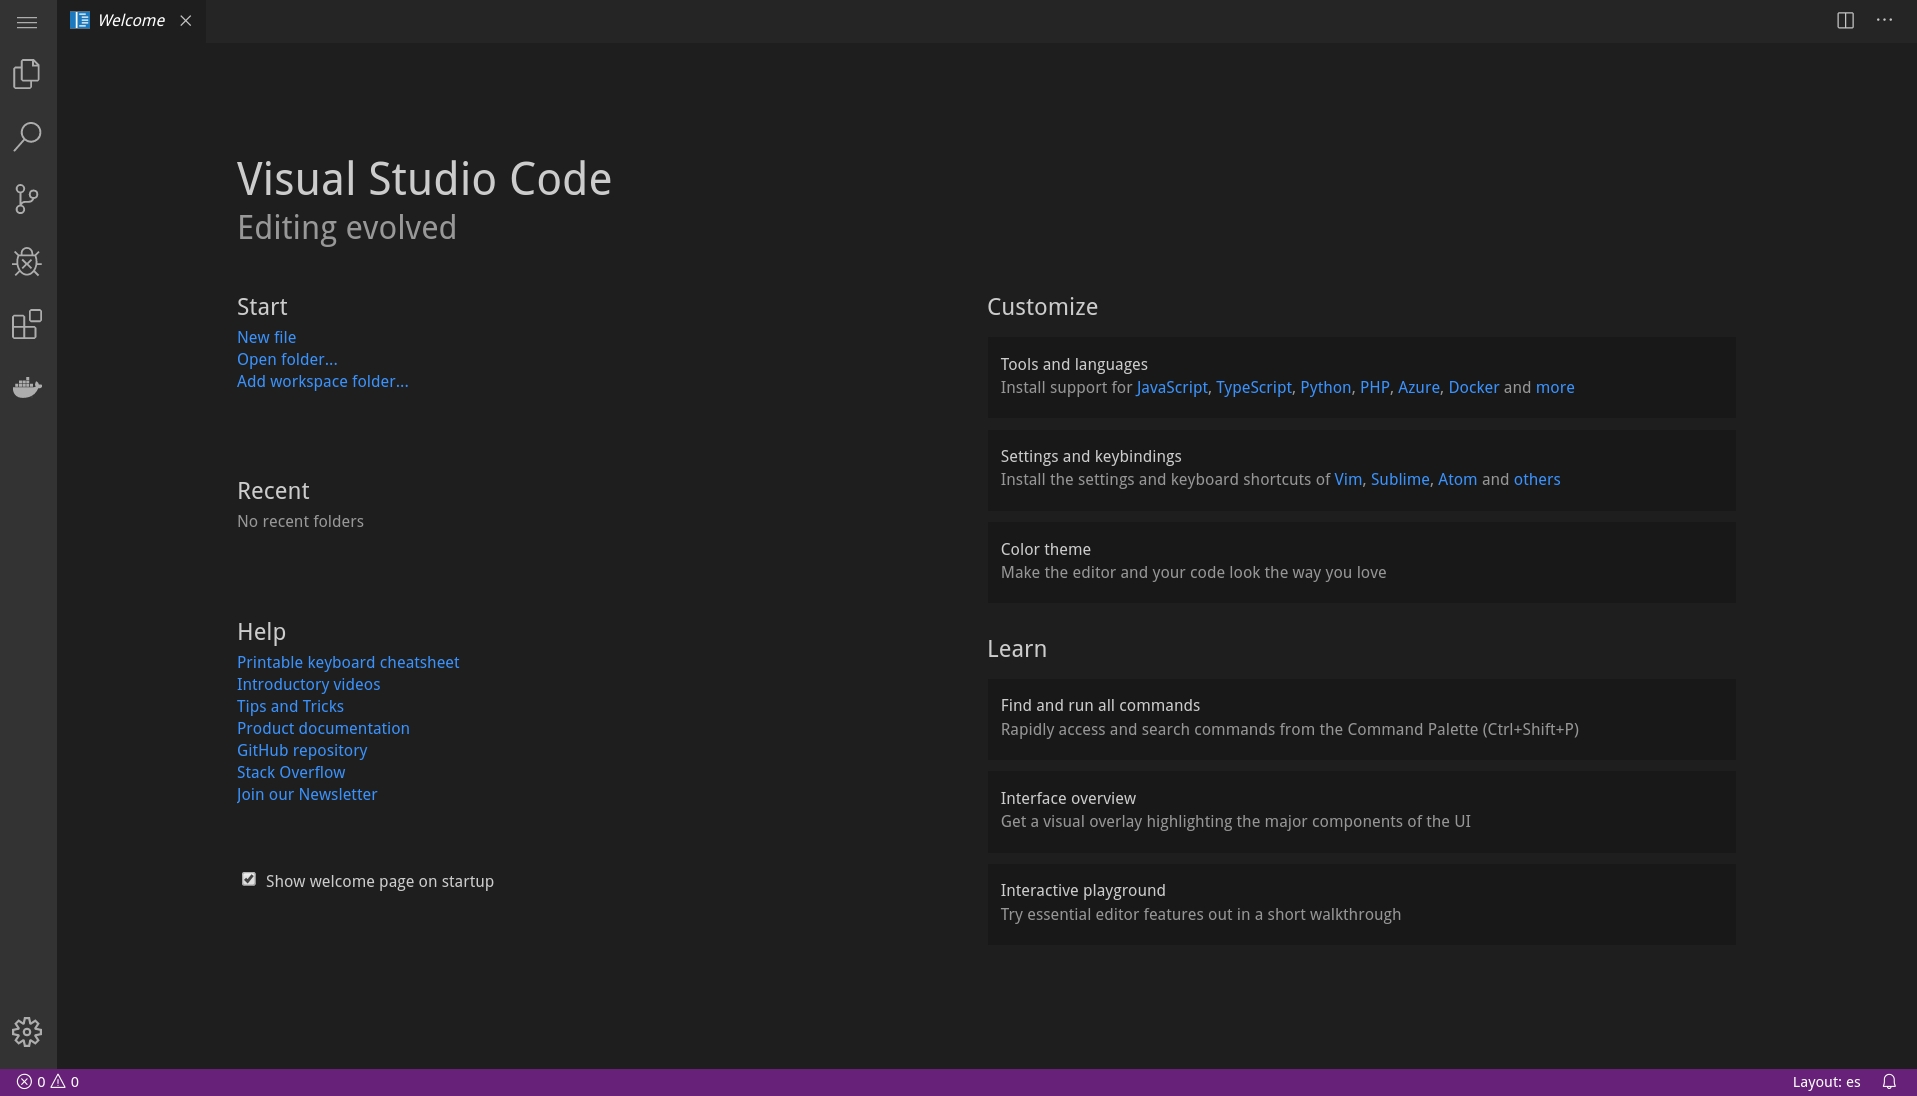 Welcome
Visual Studio Code
Editing evolved
Start
New file
Open folder...
Add workspace folder...
Recent
No recent folders
Help
Printable keyboard cheatsheet
Introductory videos
Tips and Tricks
Product documentation
GitHub repository
Stack Overflow
Join our Newsletter
Show welcome page on startup
Customize
Tools and languages
Install support for JavaScript, TypeScript, Python, PHP, Azure, Docker and more
Settings and keybindings
Install the settings and keyboard shortcuts of Vim, Sublime, Atom and others
Color theme
Make the editor and your code look the way you love
Learn
Find and run all commands
Rapidly access and search commands from the Command Palette (Ctrl+Shift+P)
Interface overview
Get a visual overlay highlighting the major components of the UI
Interactive playground
Try essential editor features out in a short walkthrough
0 0
Layout: es